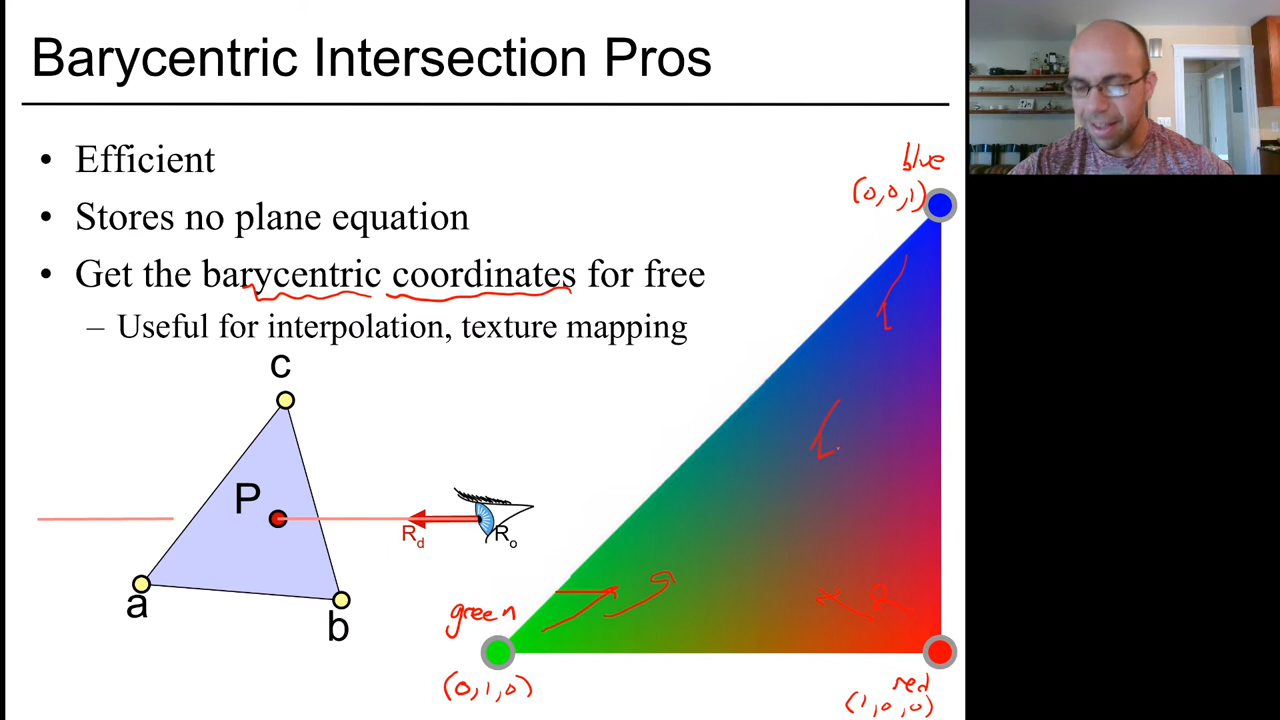 Barycentric Intersection Pros
• Efficient
• Stores no plane equation
• Get the barycentric coordinates for free
– Useful for interpolation, texture mapping
blue
(0,0,1)
c
P
Rd
Ro
a
b
green
(0,1,0)
red
(1,0,0)